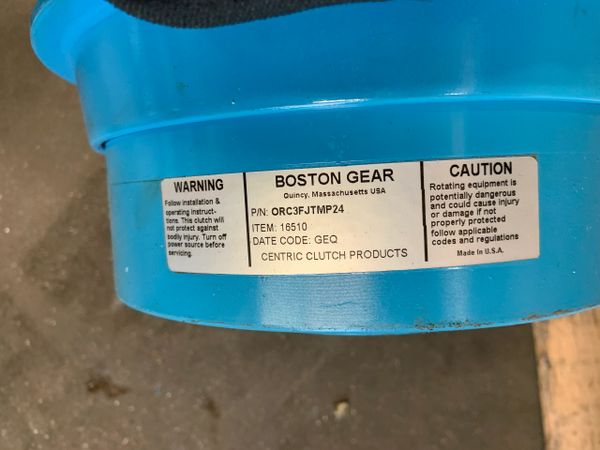 WARNING
Follow installation &
operating instruct-
tions. This clutch will
not protect against
bodily injury. Turn off
power source before
servicing.
BOSTON GEAR
Quincy, Massachusetts USA
P/N: ORC3FJTMP24
ITEM: 16510
DATE CODE: GEQ
CENTRIC CLUTCH PRODUCTS
CAUTION
Rotating equipment is
potentially dangerous
and could cause injury
or damage if not
properly protected
follow applicable
codes and regulations
Made In U.S.A.